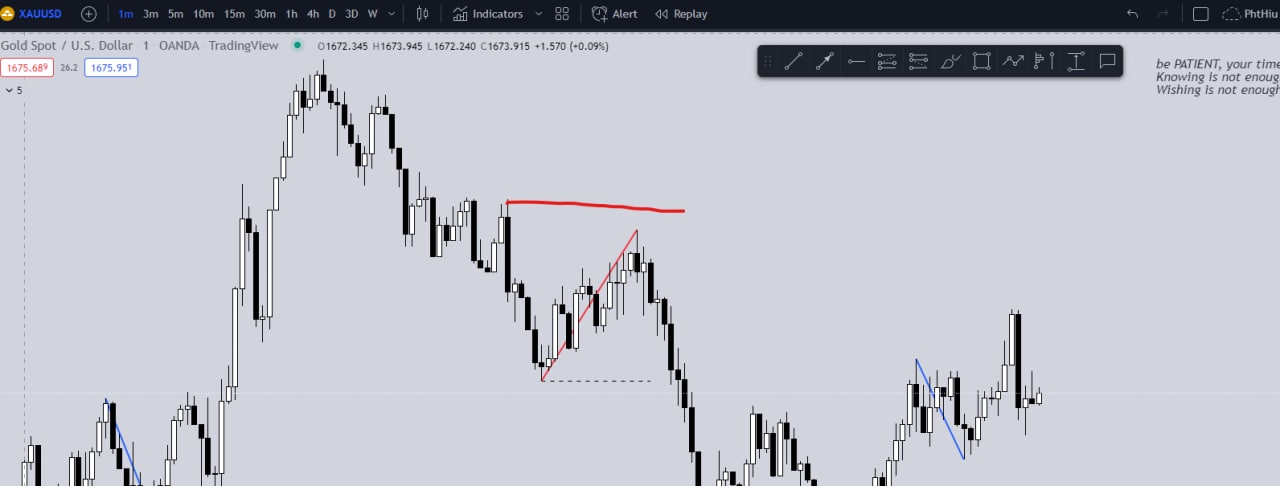 XAUUSD 1m 3m 5m 10m 15m 30m 1h 4h D 3D W Indicators Alert Replay PhtHiu
Gold Spot / U.S. Dollar · 1 · OANDA · TradingView O1672.345 H1673.945 L1672.240 C1673.915 +1.570 (+0.09%)
1675.689 26.2 1675.951
5
be PATIENT, your time
Knowing is not enoug
Wishing is not enough